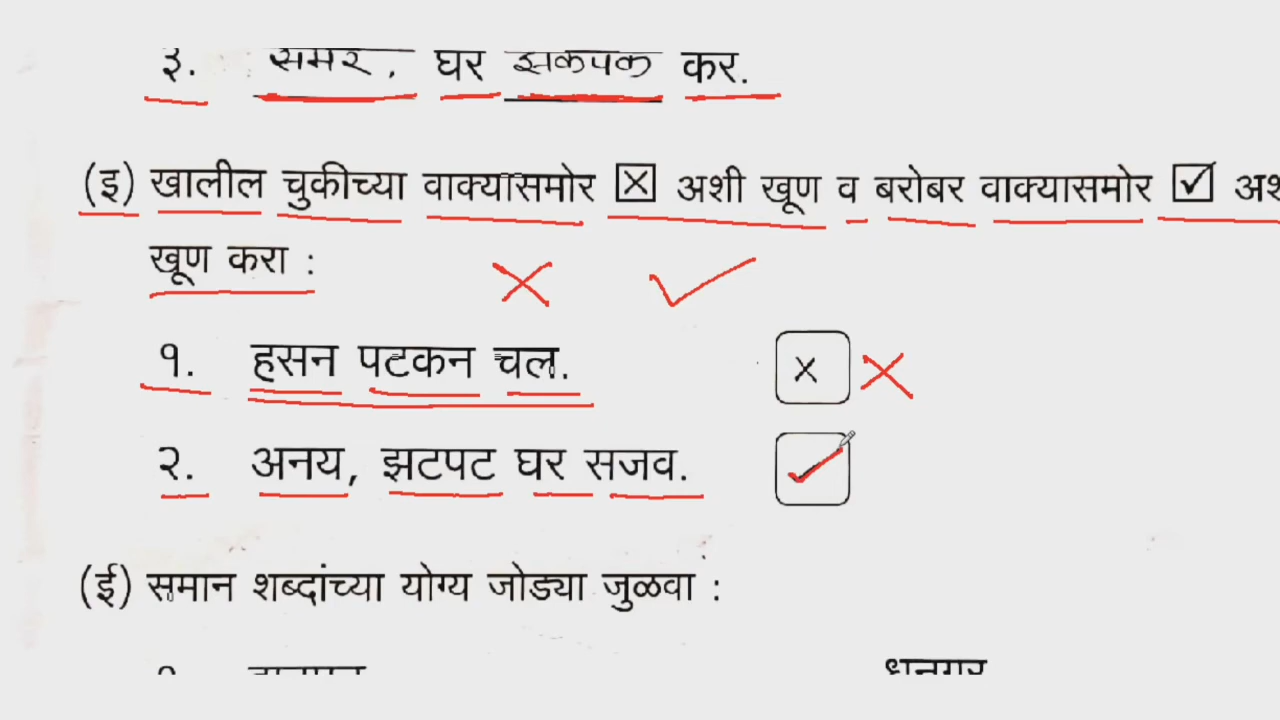 ३. समर, घर झकपक कर.
(इ) खालील चुकीच्या वाक्यासमोर ☒ अशी खूण व बरोबर वाक्यासमोर ☑
खूण करा :
१. हसन पटकन चल. ☒
२. अनय, झटपट घर सजव. ☑
(ई) समान शब्दांच्या योग्य जोड्या जुळवा :
धनगर